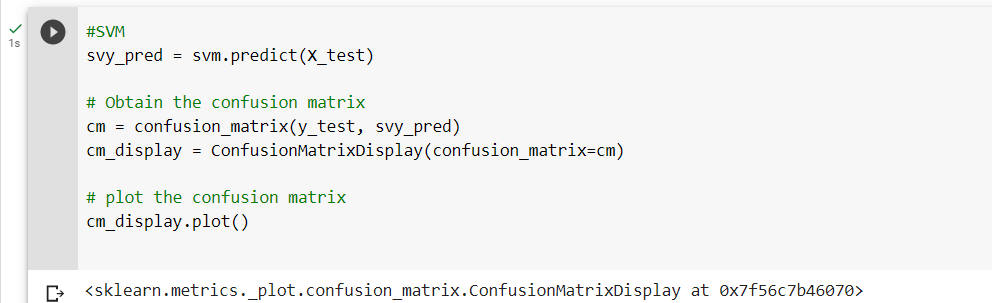 #SVM
1s
svy_pred = svm.predict(X_test)
# Obtain the confusion matrix
cm = confusion_matrix(y_test, svy_pred)
cm_display = ConfusionMatrixDisplay(confusion_matrix=cm)
# plot the confusion matrix
cm_display.plot()
<sklearn.metrics._plot.confusion_matrix.ConfusionMatrixDisplay at 0x7f56c7b46070>